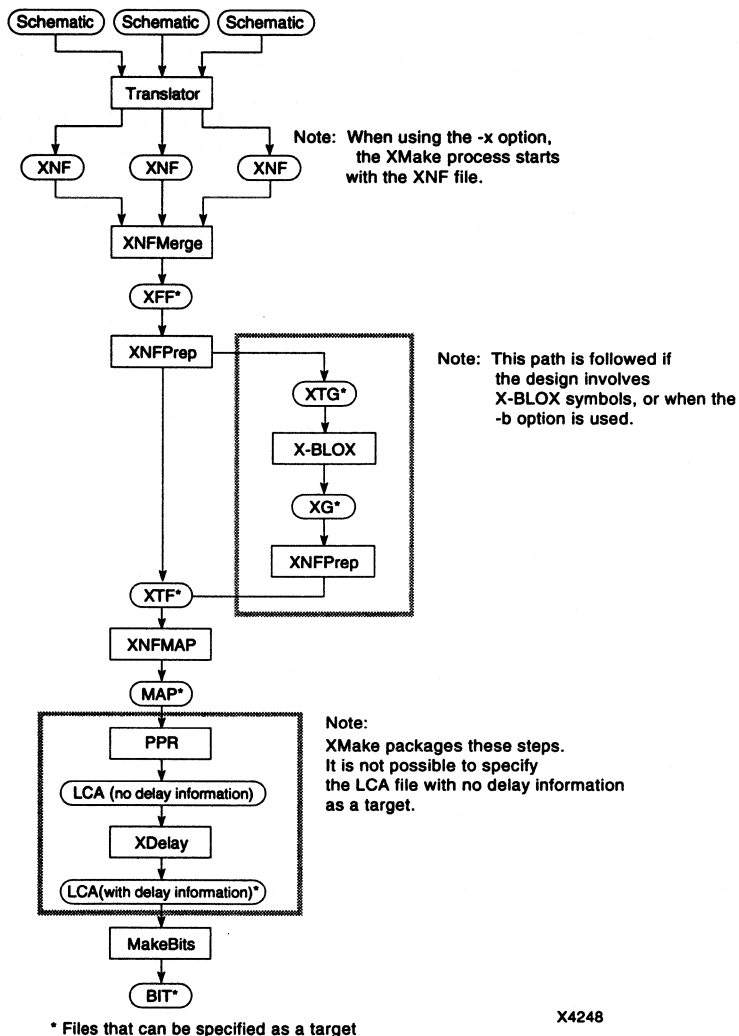 Schematic Schematic Schematic
Translator
XNF XNF XNF
Note: When using the -x option,
the XMake process starts
with the XNF file.
XNFMerge
XFF*
XNFPrep
XTG*
Note: This path is followed if
the design involves
X-BLOX symbols, or when the
-b option is used.
X-BLOX
XG*
XNFPrep
XTF*
XNFMAP
MAP*
PPR
LCA (no delay information)
XDelay
LCA(with delay information)*
Note:
XMake packages these steps.
It is not possible to specify
the LCA file with no delay information
as a target.
MakeBits
BIT*
* Files that can be specified as a target
X4248